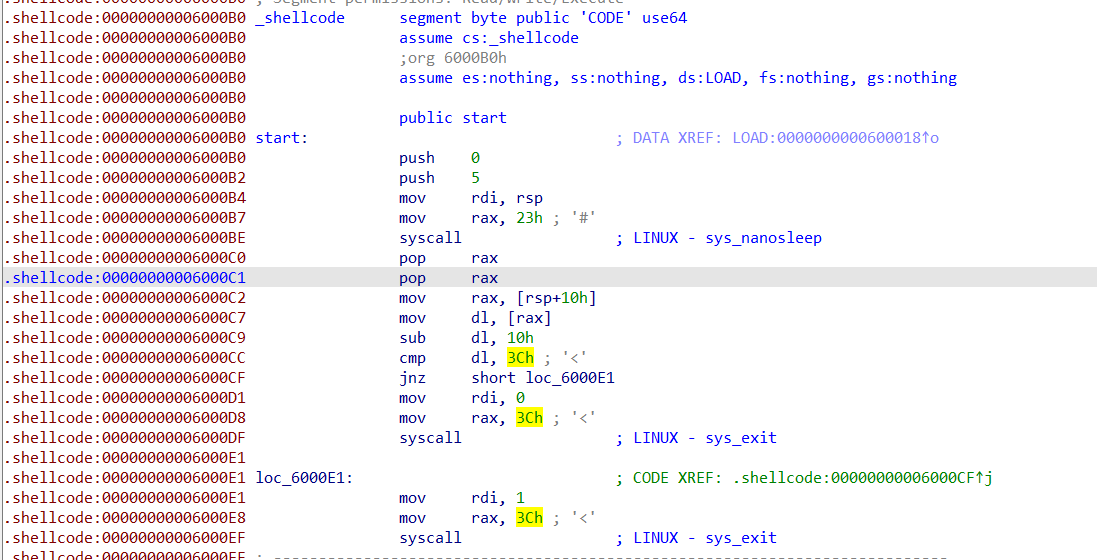 .shellcode:00000000006000B0 ; Segment permissions: Read/Write/Execute
.shellcode:00000000006000B0 _shellcode segment byte public 'CODE' use64
.shellcode:00000000006000B0 assume cs:_shellcode
.shellcode:00000000006000B0 ;org 6000B0h
.shellcode:00000000006000B0 assume es:nothing, ss:nothing, ds:LOAD, fs:nothing, gs:nothing
.shellcode:00000000006000B0
.shellcode:00000000006000B0 public start
.shellcode:00000000006000B0 start: ; DATA XREF: LOAD:0000000000600018↑o
.shellcode:00000000006000B0 push 0
.shellcode:00000000006000B2 push 5
.shellcode:00000000006000B4 mov rdi, rsp
.shellcode:00000000006000B7 mov rax, 23h ; '#'
.shellcode:00000000006000BE syscall ; LINUX - sys_nanosleep
.shellcode:00000000006000C0 pop rax
.shellcode:00000000006000C1 pop rax
.shellcode:00000000006000C2 mov rax, [rsp+10h]
.shellcode:00000000006000C7 mov dl, [rax]
.shellcode:00000000006000C9 sub dl, 10h
.shellcode:00000000006000CC cmp dl, 3Ch ; '<'
.shellcode:00000000006000CF jnz short loc_6000E1
.shellcode:00000000006000D1 mov rdi, 0
.shellcode:00000000006000D8 mov rax, 3Ch ; '<'
.shellcode:00000000006000DF syscall ; LINUX - sys_exit
.shellcode:00000000006000E1
.shellcode:00000000006000E1 loc_6000E1: ; CODE XREF: .shellcode:00000000006000CF↑j
.shellcode:00000000006000E1 mov rdi, 1
.shellcode:00000000006000E8 mov rax, 3Ch ; '<'
.shellcode:00000000006000EF syscall ; LINUX - sys_exit
.shellcode:00000000006000EF ; ---------------------------------------------------------------------------